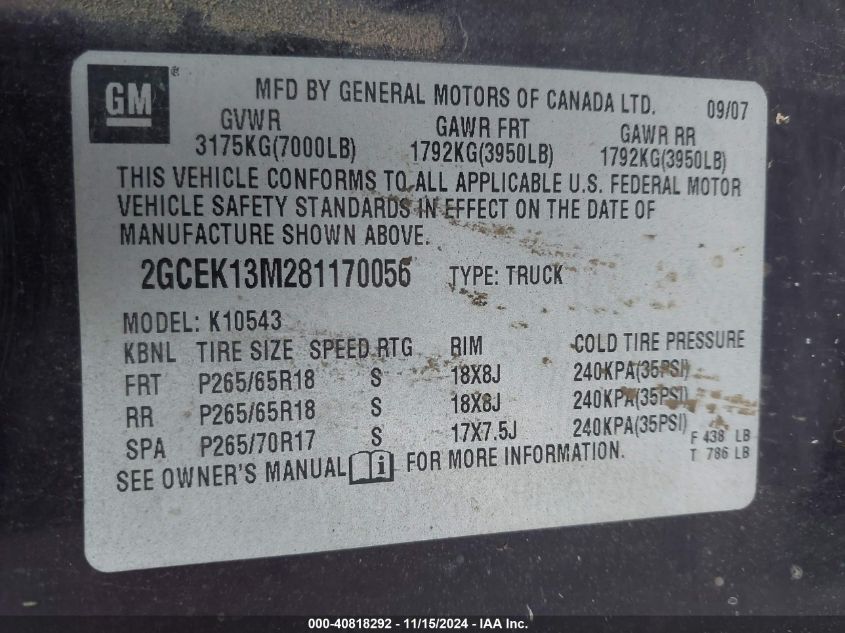 GM ® MFD BY GENERAL MOTORS OF CANADA LTD. 09/07
GVWR GAWR FRT GAWR RR
3175KG(7000LB) 1792KG(3950LB) 1792KG(3950LB)
THIS VEHICLE CONFORMS TO ALL APPLICABLE U.S. FEDERAL MOTOR
VEHICLE SAFETY STANDARDS IN EFFECT ON THE DATE OF
MANUFACTURE SHOWN ABOVE.
2GCEK13M281170056 TYPE: TRUCK
MODEL: K10543
KBNL TIRE SIZE SPEED RTG RIM COLD TIRE PRESSURE
FRT P265/65R18 S 18X8J 240KPA(35PSI)
RR P265/65R18 S 18X8J 240KPA(35PSI)
SPA P265/70R17 S 17X7.5J 240KPA(35PSI) F 438 LB
SEE OWNER'S MANUAL i FOR MORE INFORMATION. T 786 LB
000-40818292 - 11/15/2024 - IAA Inc.